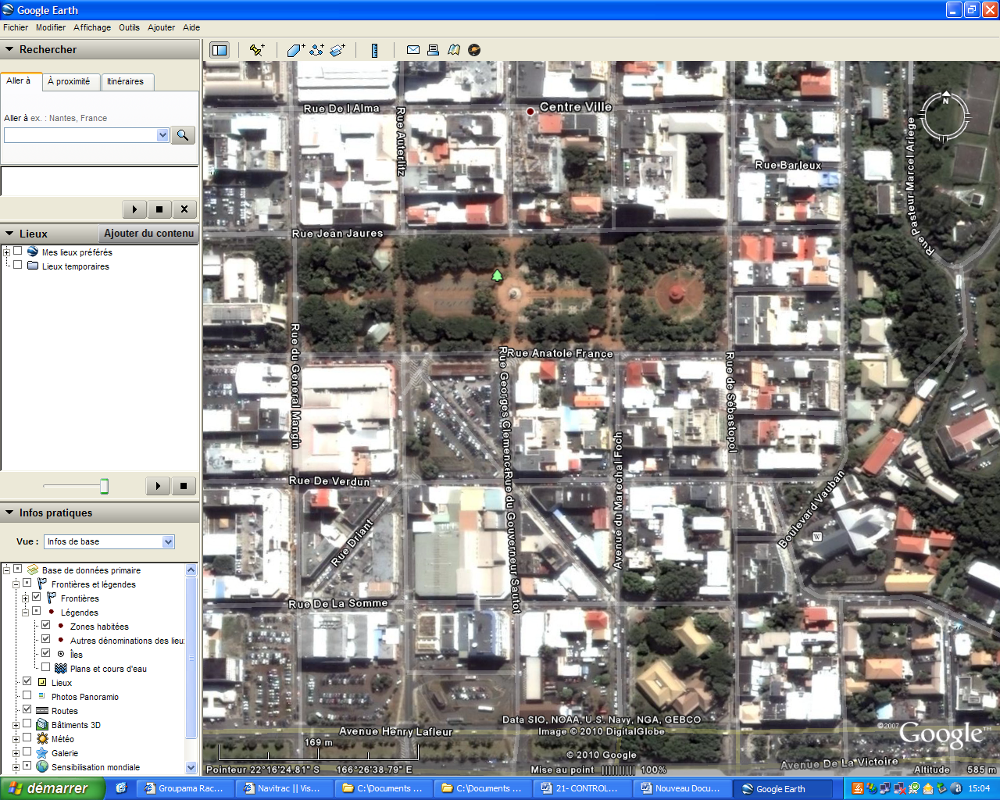 Google Earth
Fichier Modifier Affichage Outils Ajouter Aide
Rechercher
Aller à À proximité Itinéraires
Aller à ex. : Nantes, France
Lieux Ajouter du contenu
Mes lieux préférés
Lieux temporaires
Infos pratiques
Vue : Infos de base
Base de données primaire
Frontières et légendes
Frontières
Légendes
Zones habitées
Autres dénominations des lieu
Îles
Plans et cours d'eau
Lieux
Photos Panoramio
Routes
Bâtiments 3D
Météo
Galerie
Sensibilisation mondiale
N
Rue De l Alma
Rue Auterlitz
Centre Ville
Rue Barleux
Rue Pasteur Marcel Ariege
Rue Jean Jaures
Rue Anatole France
Rue du General Mangin
Rue Georges Clemence
Rue de Sébastopol
Avenue du Marechal Foch
Rue De Verdun
Rue du Gouverneur Sautot
Rue Driant
Boulevard Vauban
W
Rue De La Somme
Avenue Henry Lafleur
Avenue De La Victoire
169 m
Data SIO, NOAA, U.S. Navy, NGA, GEBCO
Image © 2010 DigitalGlobe
© 2010 Google
©2007 Google™
Pointeur 22°16'24.81" S 166°26'38.79" E Mise au point |||||||||| 100% Altitude 585 m
démarrer Groupama Rac... Navitrac || Vis... C:\Documents ... C:\Documents ... 21- CONTROL... Nouveau Docu... Google Earth 15:04